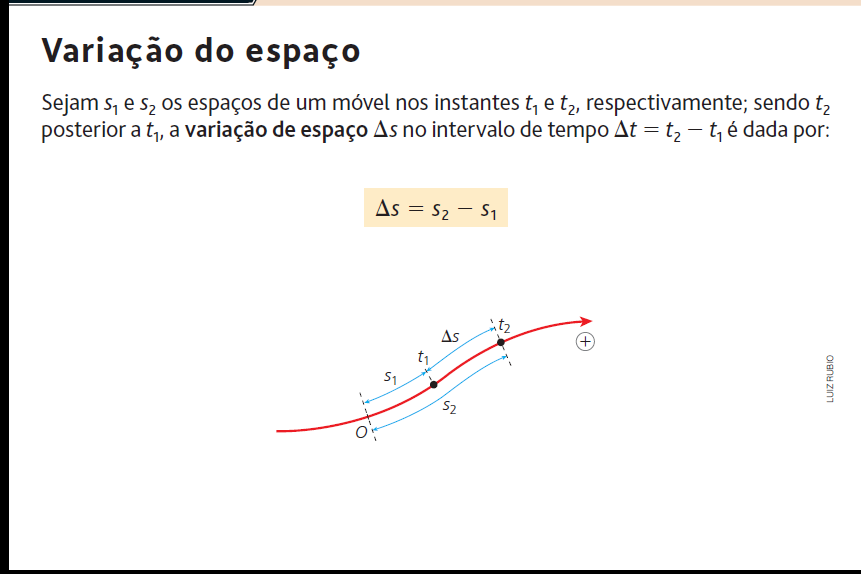 Variação do espaço
Sejam s₁ e s₂ os espaços de um móvel nos instantes t₁ e t₂, respectivamente; sendo t₂
posterior a t₁, a variação de espaço Δs no intervalo de tempo Δt = t₂ − t₁ é dada por:
Δs = s₂ − s₁
t₂
Δs
+
t₁
s₁
s₂
O
LUIZ RUBIO